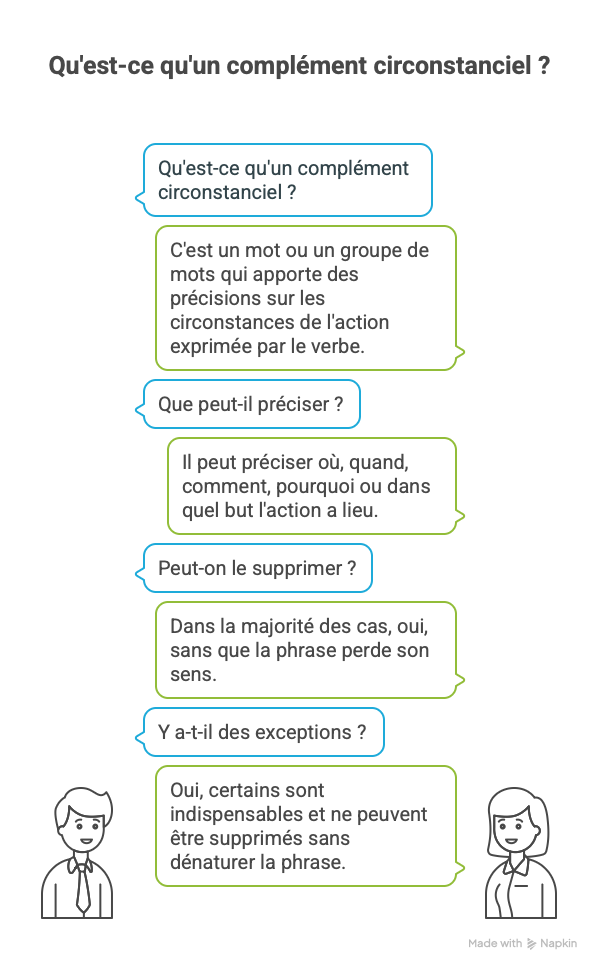 Qu'est-ce qu'un complément circonstanciel ?
Qu'est-ce qu'un complément
circonstanciel ?
C'est un mot ou un groupe de
mots qui apporte des
précisions sur les
circonstances de l'action
exprimée par le verbe.
Que peut-il préciser ?
Il peut préciser où, quand,
comment, pourquoi ou dans
quel but l'action a lieu.
Peut-on le supprimer ?
Dans la majorité des cas, oui,
sans que la phrase perde son
sens.
Y a-t-il des exceptions ?
Oui, certains sont
indispensables et ne peuvent
être supprimés sans
dénaturer la phrase.
Made with Napkin